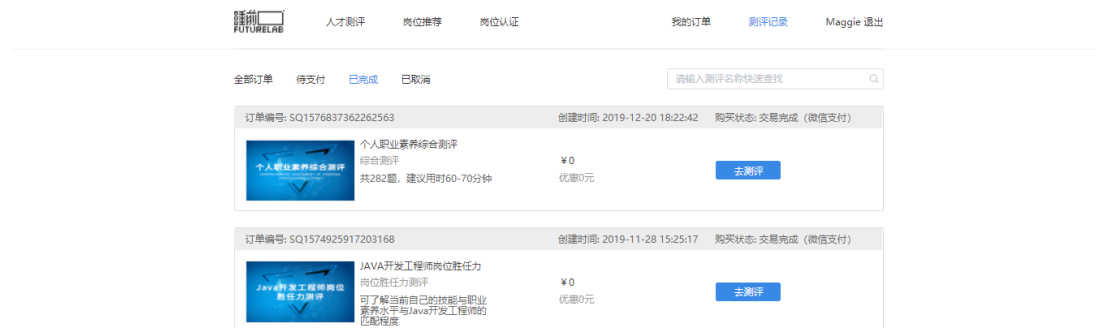 睡前 FUTURELAB 人才测评 岗位推荐 岗位认证 我的订单 测评记录 Maggie 退出
全部订单 待支付 已完成 已取消 请输入测评名称快速查找
订单编号: SQ1576837362262563 创建时间: 2019-12-20 18:22:42 购买状态: 交易完成（微信支付）
个人职业素养综合测评
个人职业素养综合测评
综合测评 ¥0
共282题，建议用时60-70分钟 优惠0元
去测评
订单编号: SQ1574925917203168 创建时间: 2019-11-28 15:25:17 购买状态: 交易完成（微信支付）
Java开发工程师岗位
胜任力测评
JAVA开发工程师岗位胜任力
岗位胜任力测评 ¥0
可了解当前自己的技能与职业 优惠0元
素养水平与Java开发工程师的
匹配程度
去测评